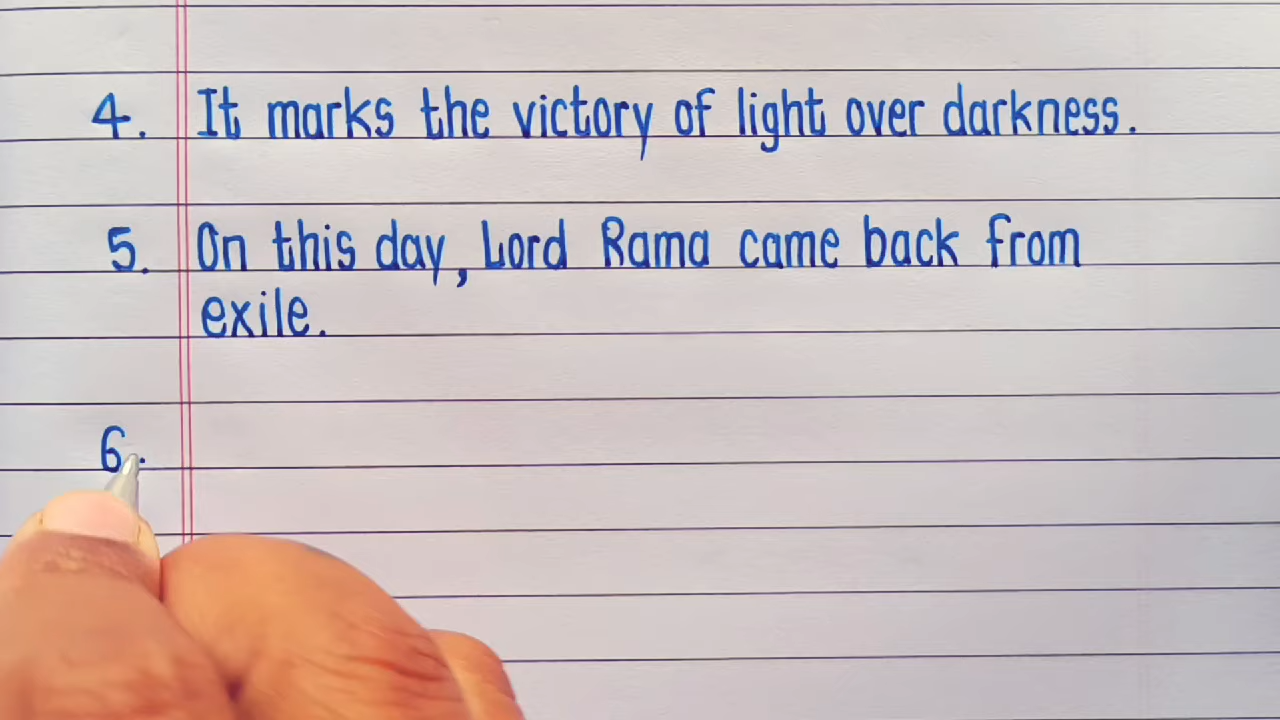 4. It marks the victory of light over darkness.
5. On this day, Lord Rama came back from
exile.
6.